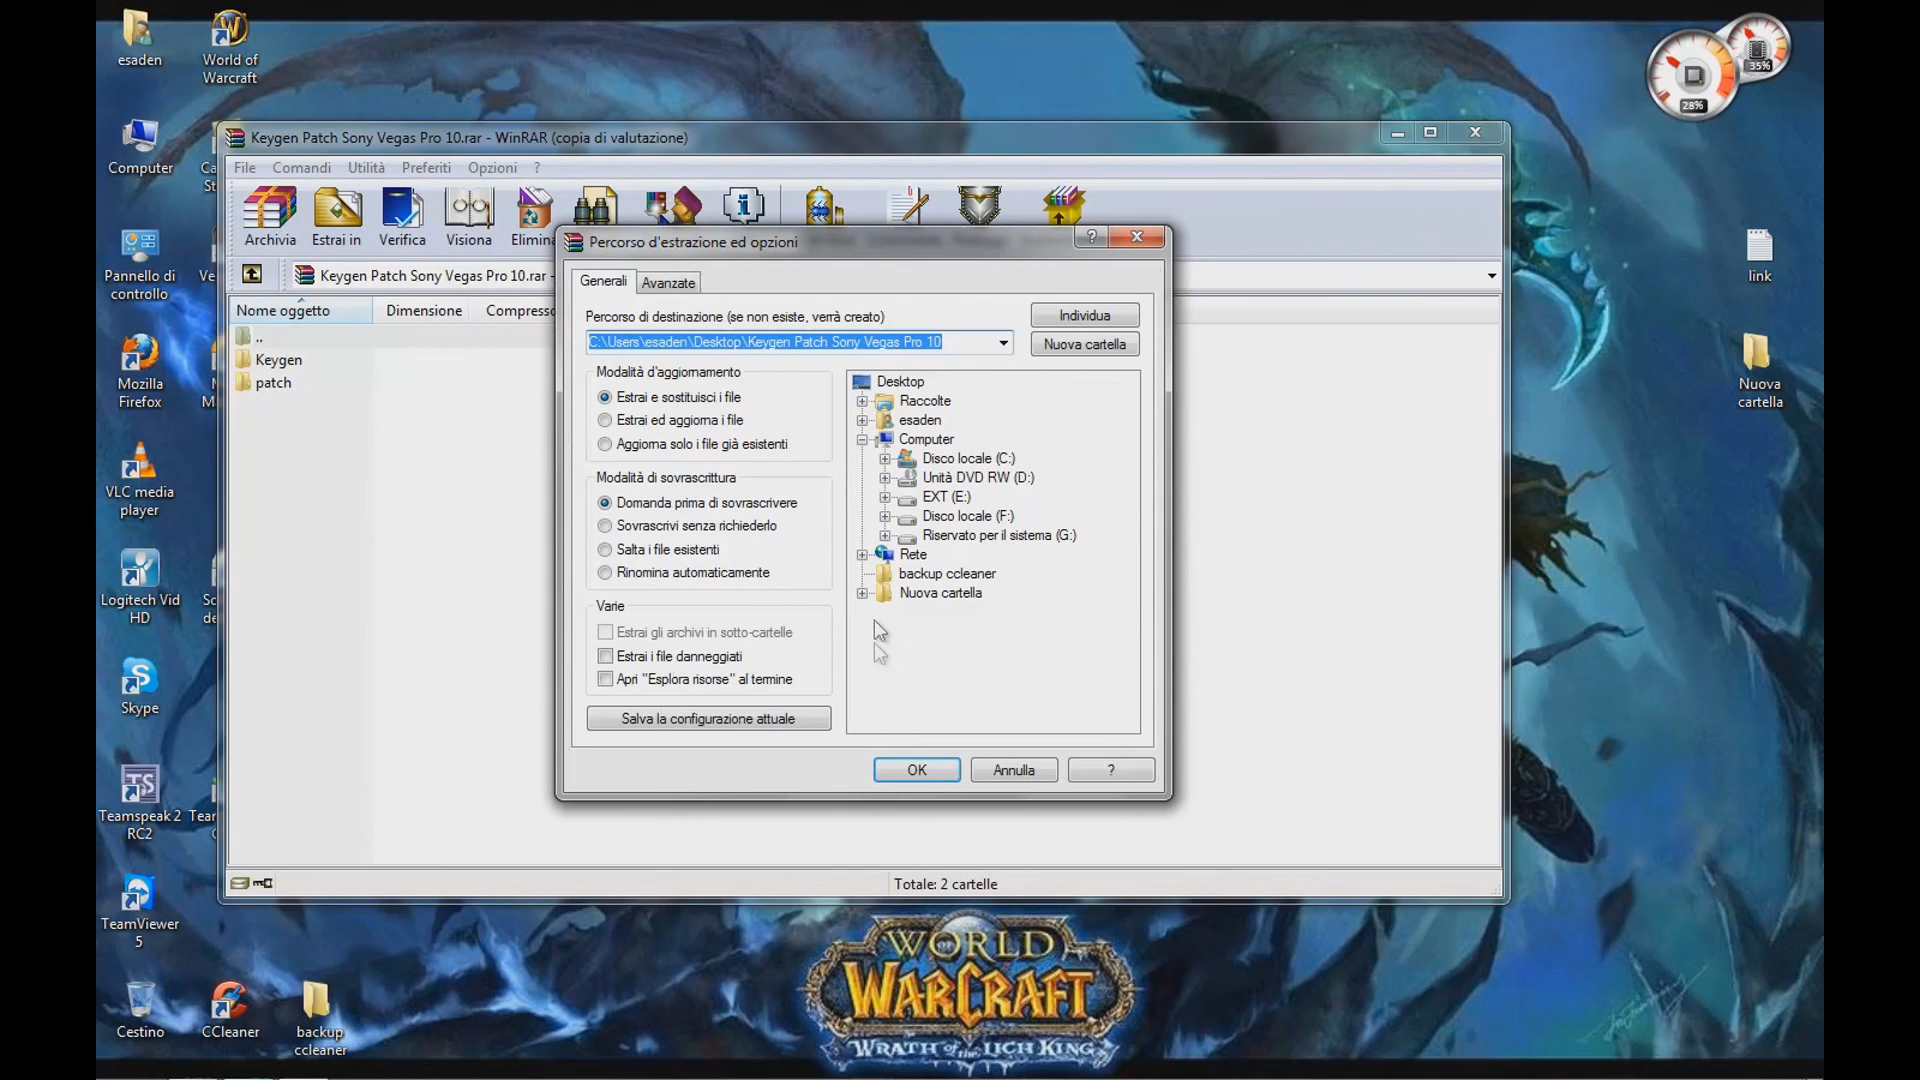 esaden
World of
Warcraft
35%
28%
Keygen Patch Sony Vegas Pro 10.rar - WinRAR (copia di valutazione)
File Comandi Utilità Preferiti Opzioni ?
Computer
Archivia Estrai in Verifica Visiona Elimina
Percorso d'estrazione ed opzioni
?
Keygen Patch Sony Vegas Pro 10.rar -
Pannello di
controllo
link
Nome oggetto Dimensione Compresso
..
Keygen
patch
Generali Avanzate
Percorso di destinazione (se non esiste, verrà creato)
Individua
C:\Users\esaden\Desktop\Keygen Patch Sony Vegas Pro 10
Nuova cartella
Modalità d'aggiornamento
Estrai e sostituisci i file
Estrai ed aggiorna i file
Aggiorna solo i file già esistenti
Modalità di sovrascrittura
Domanda prima di sovrascrivere
Sovrascrivi senza richiederlo
Salta i file esistenti
Rinomina automaticamente
Varie
Estrai gli archivi in sotto-cartelle
Estrai i file danneggiati
Apri "Esplora risorse" al termine
Salva la configurazione attuale
Desktop
Raccolte
esaden
Computer
Disco locale (C:)
Unità DVD RW (D:)
EXT (E:)
Disco locale (F:)
Riservato per il sistema (G:)
Rete
backup ccleaner
Nuova cartella
OK Annulla ?
Totale: 2 cartelle
Mozilla
Firefox
Nuova
cartella
VLC media
player
Logitech Vid
HD
Skype
Teamspeak 2
RC2
TeamViewer
5
Cestino
CCleaner
backup
ccleaner
WORLD
OF
WARCRAFT
WRATH of the LICH KING